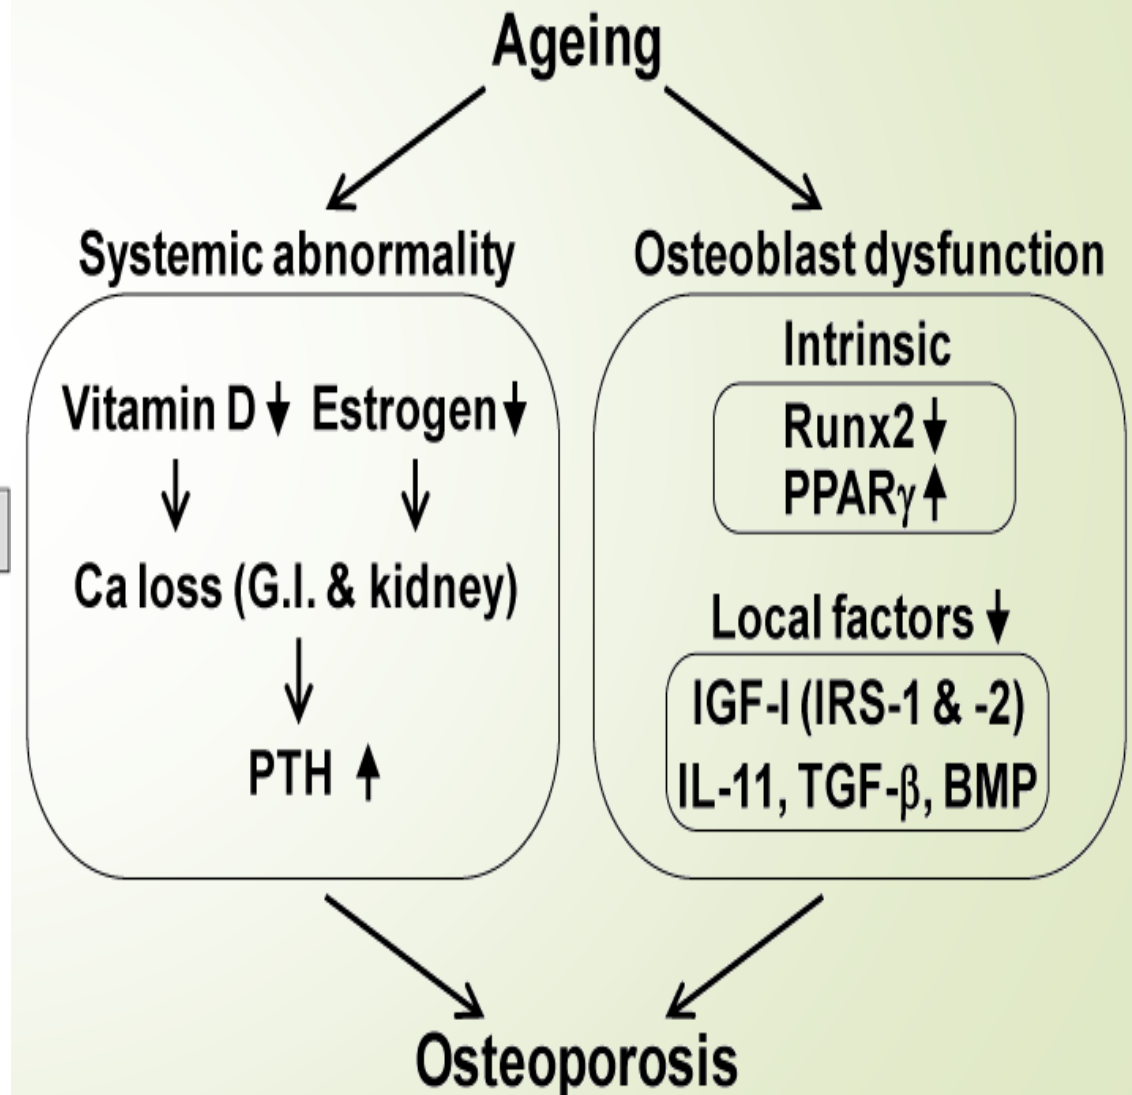 Ageing
Systemic abnormality
Vitamin D ↓ Estrogen ↓
Ca loss (G.I. & kidney)
PTH ↑
Osteoblast dysfunction
Intrinsic
Runx2 ↓
PPARγ ↑
Local factors ↓
IGF-I (IRS-1 & -2)
IL-11, TGF-β, BMP
Osteoporosis